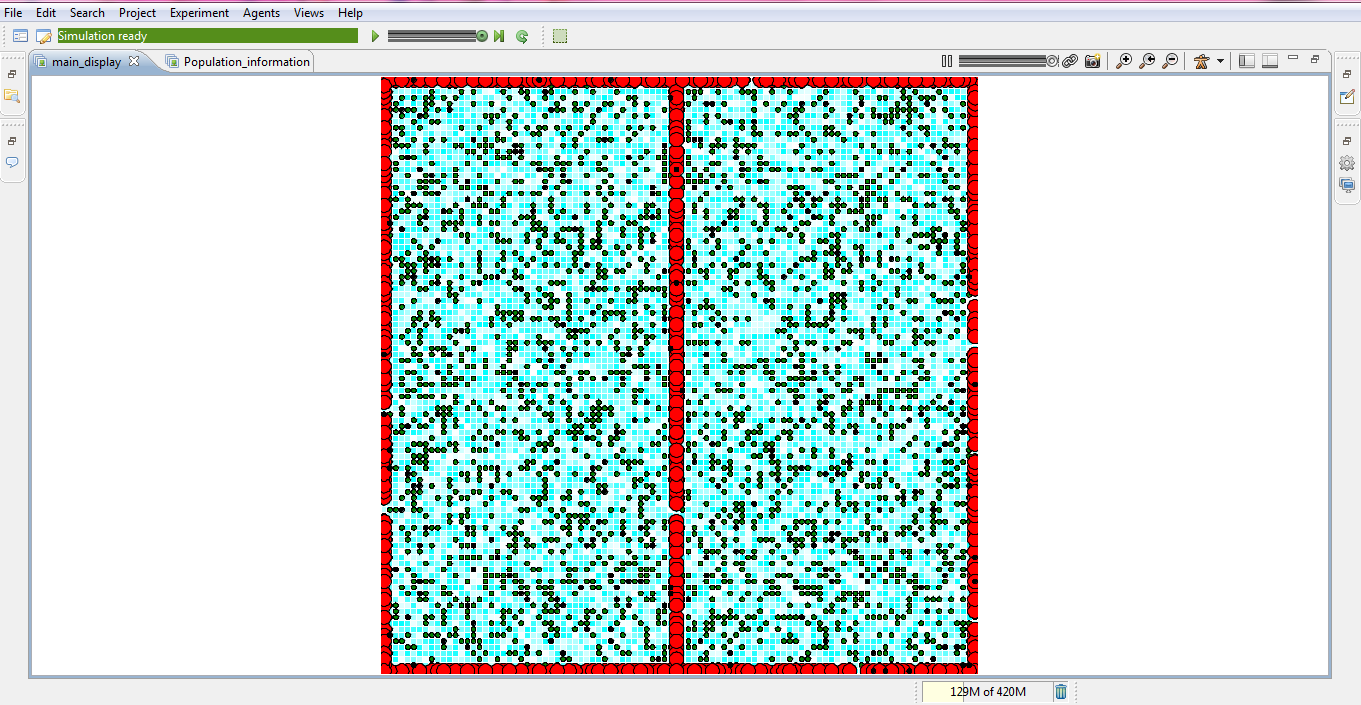 File Edit Search Project Experiment Agents Views Help
Simulation ready
main_display Population_information
129M of 420M